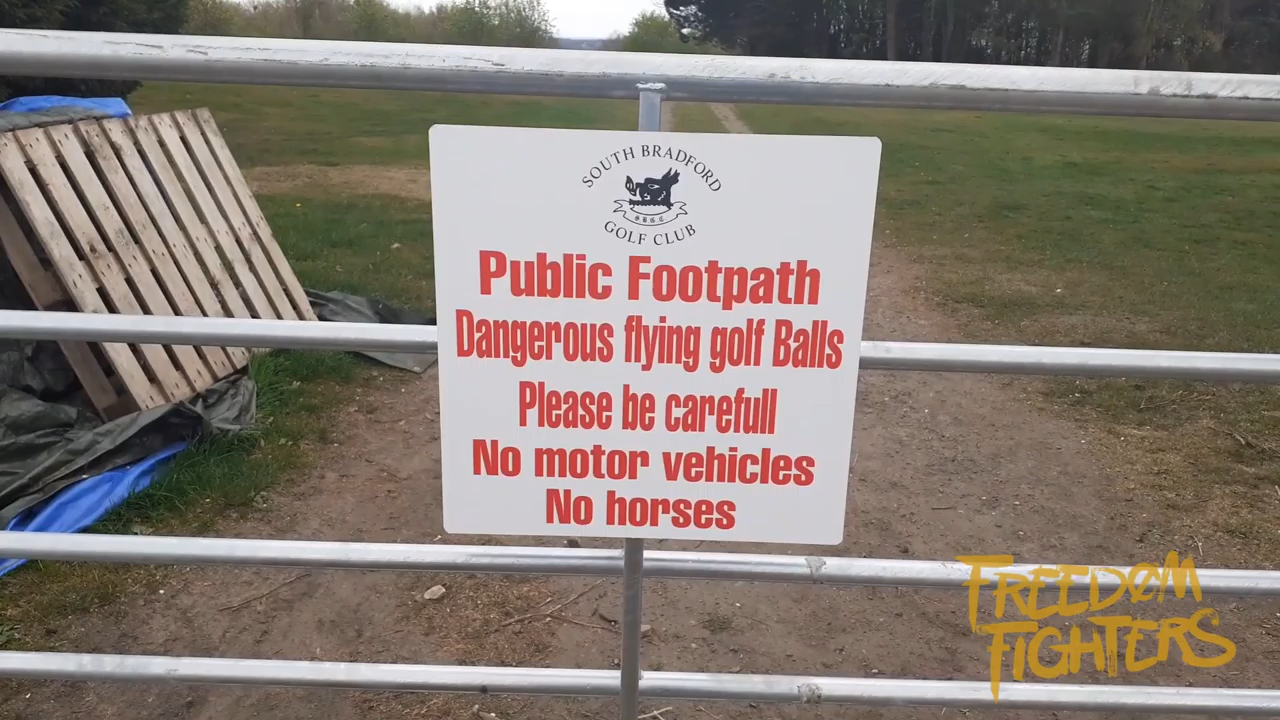 SOUTH BRADFORD
S.B.G.C.
GOLF CLUB
Public Footpath
Dangerous flying golf Balls
Please be carefull
No motor vehicles
No horses
FREEDOM
FIGHTERS